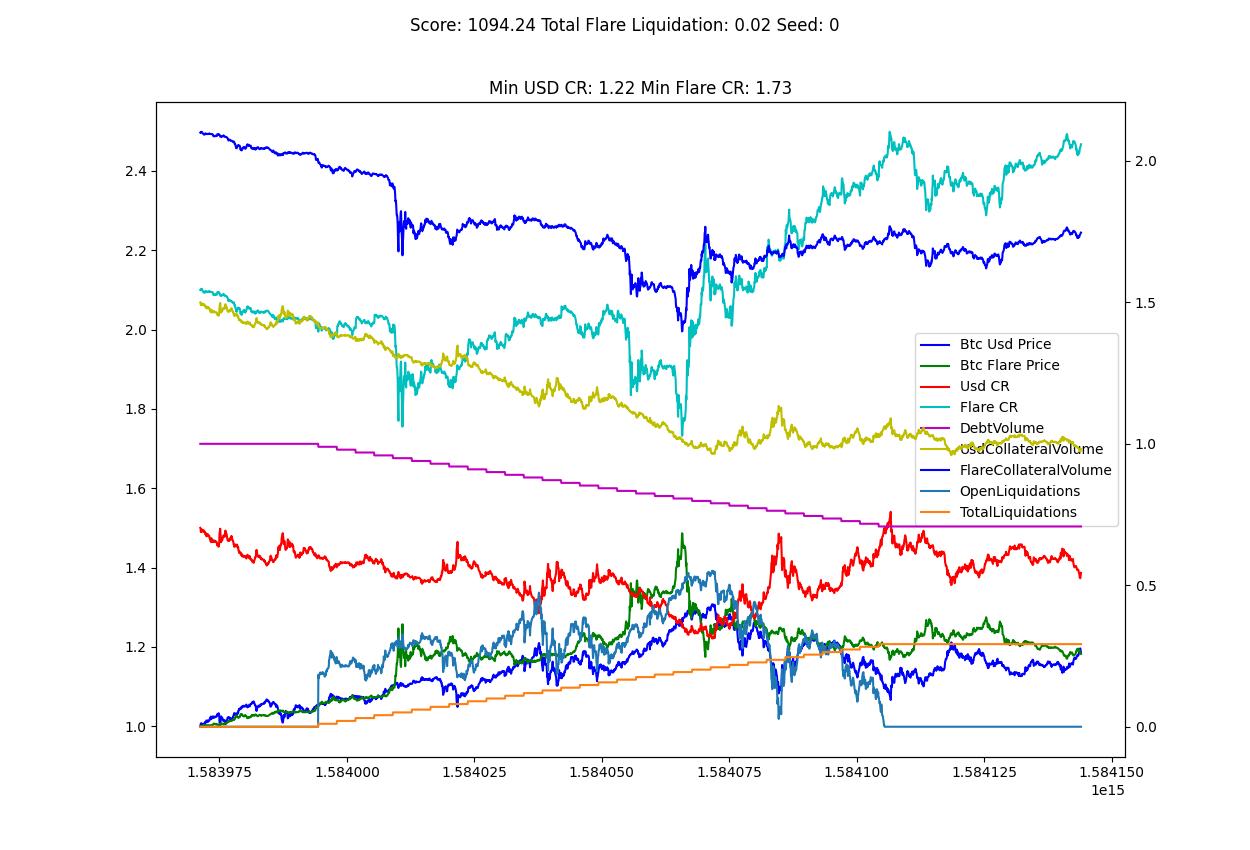 Score: 1094.24 Total Flare Liquidation: 0.02 Seed: 0
Min USD CR: 1.22 Min Flare CR: 1.73
2.4
2.2
2.0
1.8
1.6
1.4
1.2
1.0
2.0
1.5
1.0
0.5
0.0
Btc Usd Price
Btc Flare Price
Usd CR
Flare CR
DebtVolume
UsdCollateralVolume
FlareCollateralVolume
OpenLiquidations
TotalLiquidations
1.583975 1.584000 1.584025 1.584050 1.584075 1.584100 1.584125 1.584150
1e15